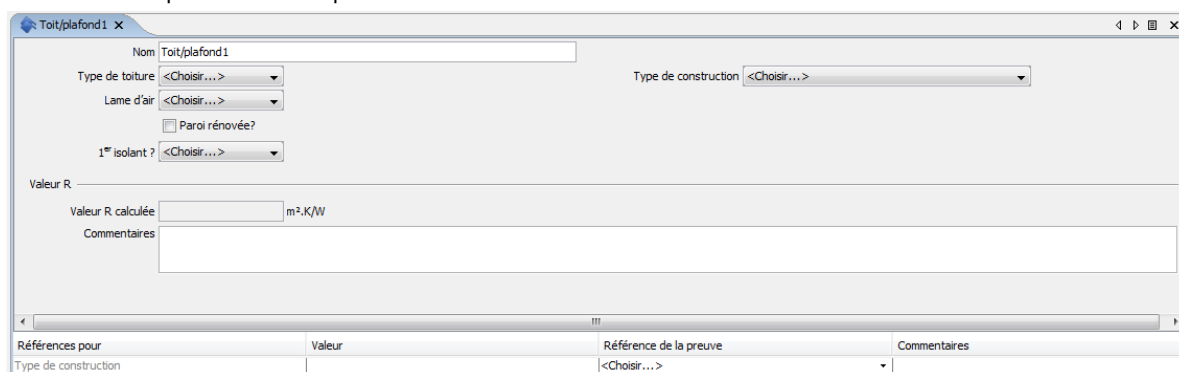 Toit/plafond1
Nom Toit/plafond1
Type de toiture <Choisir...> Type de construction <Choisir...>
Lame d'air <Choisir...>
Paroi rénovée?
1er isolant ? <Choisir...>
Valeur R
Valeur R calculée m².K/W
Commentaires
Références pour Valeur Référence de la preuve Commentaires
Type de construction <Choisir...>